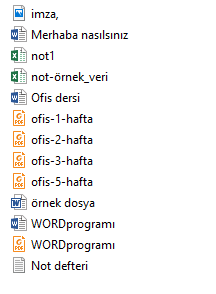 imza,
Merhaba nasılsınız
not1
not-örnek_veri
Ofis dersi
ofis-1-hafta
ofis-2-hafta
ofis-3-hafta
ofis-5-hafta
örnek dosya
WORDprogramı
WORDprogramı
Not defteri